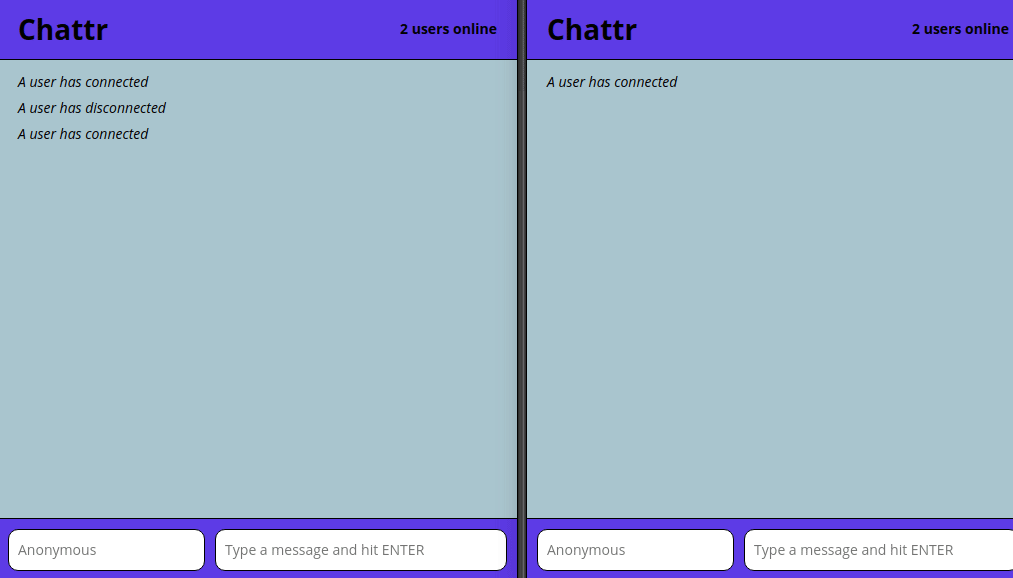 Chattr
2 users online
A user has connected
A user has disconnected
A user has connected
Anonymous
Type a message and hit ENTER
Chattr
2 users online
A user has connected
Anonymous
Type a message and hit ENTER